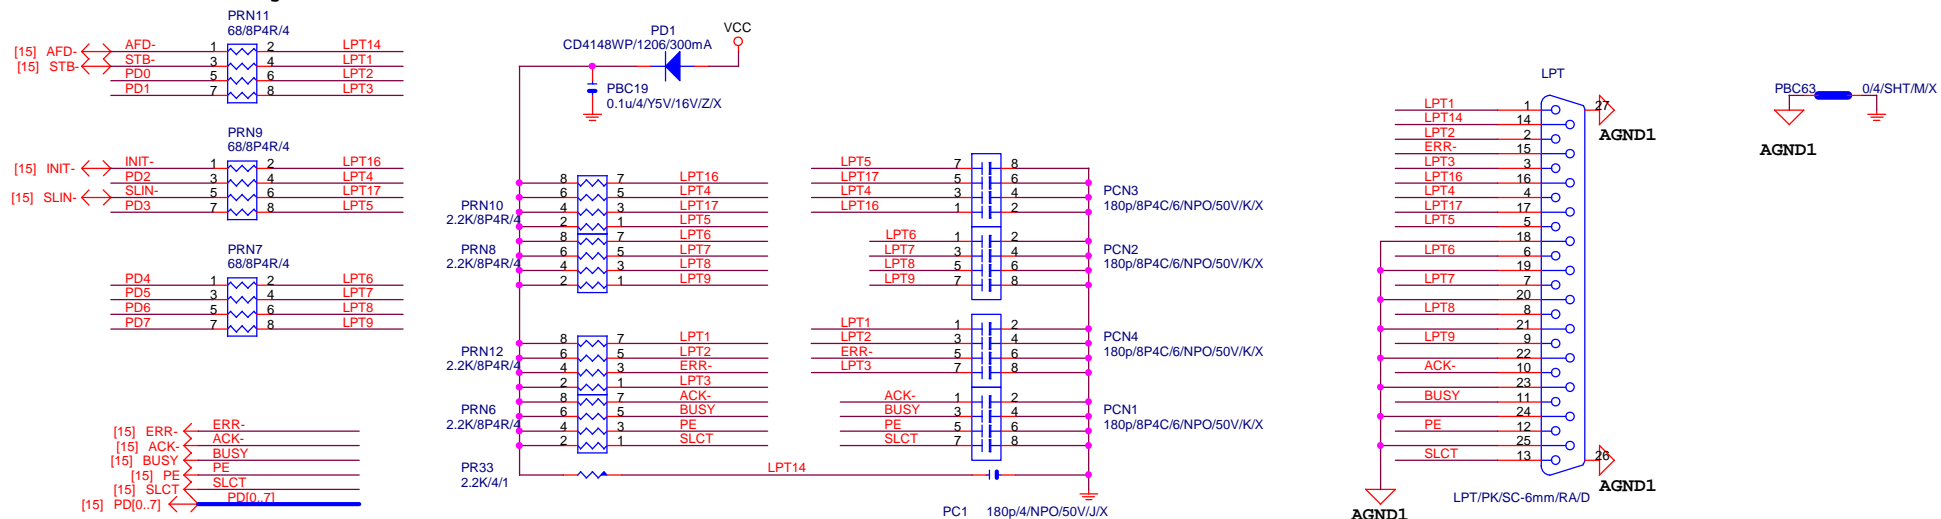 PRN11
68/8P4R/4
[15] AFD- AFD- 1 2 LPT14
[15] STB- STB- 3 4 LPT1
PD0 5 6 LPT2
PD1 7 8 LPT3
PRN9
68/8P4R/4
[15] INIT- INIT- 1 2 LPT16
PD2 3 4 LPT4
[15] SLIN- SLIN- 5 6 LPT17
PD3 7 8 LPT5
PRN7
68/8P4R/4
PD4 1 2 LPT6
PD5 3 4 LPT7
PD6 5 6 LPT8
PD7 7 8 LPT9
[15] ERR- ERR-
[15] ACK- ACK-
[15] BUSY BUSY
[15] PE PE
[15] SLCT SLCT
[15] PD[0..7] PD[0..7]
PD1
VCC
CD4148WP/1206/300mA
PBC19
0.1u/4/Y5V/16V/Z/X
8 7 LPT16
6 5 LPT4
PRN10
4 3 LPT17
2.2K/8P4R/4
2 1 LPT5
8 7 LPT6
PRN8
6 5 LPT7
2.2K/8P4R/4
4 3 LPT8
2 1 LPT9
8 7 LPT1
PRN12
6 5 LPT2
2.2K/8P4R/4
4 3 ERR-
2 1 LPT3
8 7 ACK-
PRN6
6 5 BUSY
2.2K/8P4R/4
4 3 PE
2 1 SLCT
PR33
2.2K/4/1
LPT14
LPT5 7 8
LPT17 5 6
LPT4 3 4
LPT16 1 2
PCN3
180p/8P4C/6/NPO/50V/K/X
LPT6 1 2
LPT7 3 4
LPT8 5 6
LPT9 7 8
PCN2
180p/8P4C/6/NPO/50V/K/X
LPT1 1 2
LPT2 3 4
ERR- 5 6
LPT3 7 8
PCN4
180p/8P4C/6/NPO/50V/K/X
ACK- 1 2
BUSY 3 4
PE 5 6
SLCT 7 8
PCN1
180p/8P4C/6/NPO/50V/K/X
PC1 180p/4/NPO/50V/J/X
LPT
LPT1 1
27
LPT14 14
AGND1
LPT2 2
ERR- 15
LPT3 3
LPT16 16
LPT4 4
LPT17 17
LPT5 5
18
LPT6 6
19
LPT7 7
20
LPT8 8
21
LPT9 9
22
ACK- 10
23
BUSY 11
24
PE 12
25
SLCT 13
26
AGND1
LPT/PK/SC-6mm/RA/D
AGND1
PBC63 0/4/SHT/M/X
AGND1